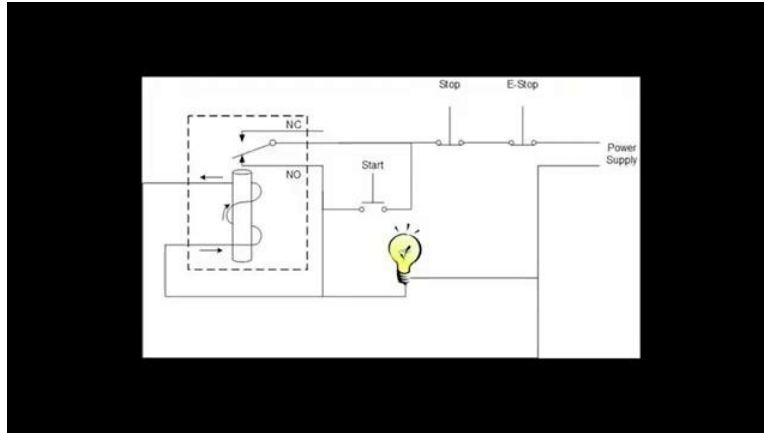 Stop
E-Stop
NC
Power
Supply
Start
NO